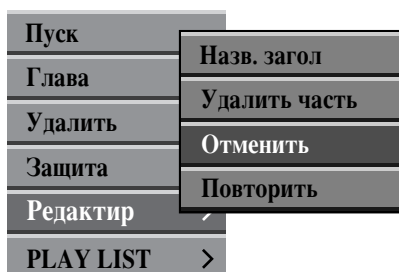 Пуск
Глава
Удалить
Защита
Редактир
PLAY LIST >
Назв. загол
Удалить часть
Отменить
Повторить